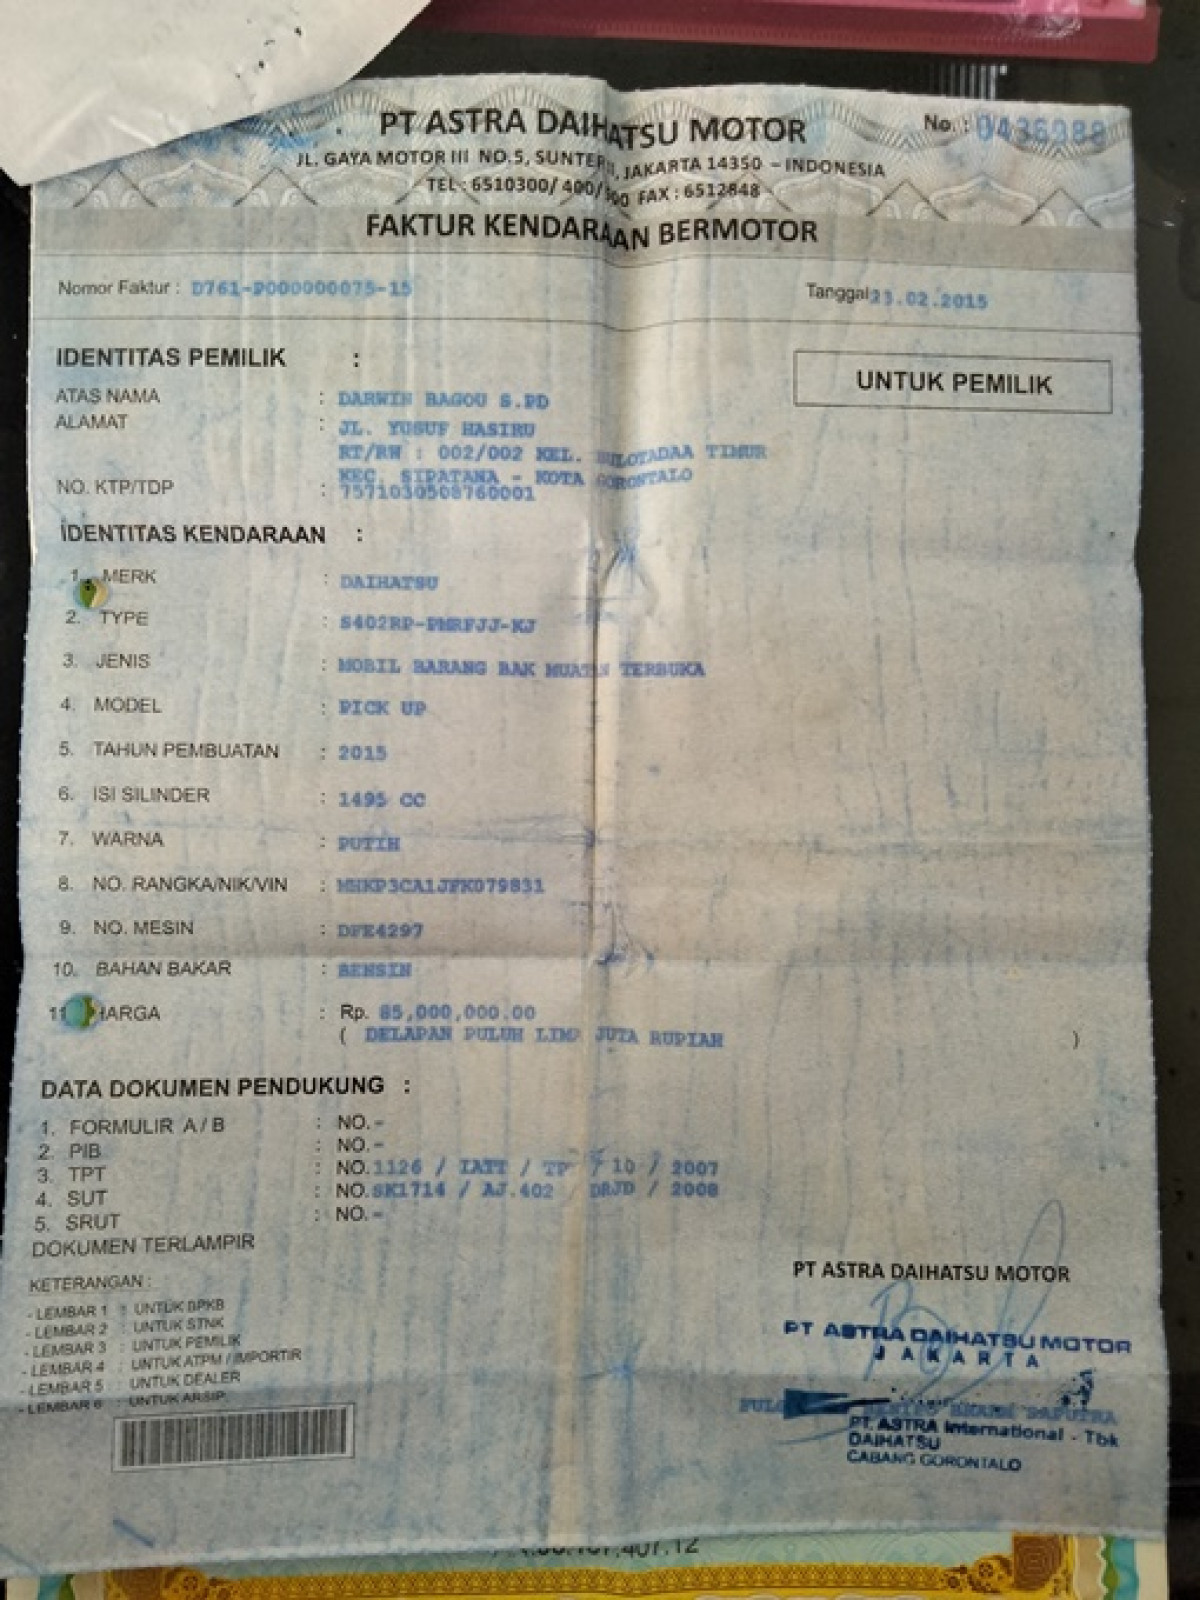 PT ASTRA DAIHATSU MOTOR
No. : 0436988
JL. GAYA MOTOR III NO.5, SUNTER II, JAKARTA 14350 - INDONESIA
TEL : 6510300/ 400/ 500 FAX : 6512848
FAKTUR KENDARAAN BERMOTOR
Nomor Faktur : D761-P000000075-15
Tanggal 23.02.2015
IDENTITAS PEMILIK :
UNTUK PEMILIK
ATAS NAMA : DARWIN BAGOU S.PD
ALAMAT : JL. YUSUF HASIRU
RT/RW : 002/002 KEL. BULOTADAA TIMUR
KEC. SIPATANA - KOTA GORONTALO
NO. KTP/TDP : 7571030508760001
IDENTITAS KENDARAAN :
1. MERK : DAIHATSU
2. TYPE : S402RP-PMRFJJ-KJ
3. JENIS : MOBIL BARANG BAK MUATAN TERBUKA
4. MODEL : PICK UP
5. TAHUN PEMBUATAN : 2015
6. ISI SILINDER : 1495 CC
7. WARNA : PUTIH
8. NO. RANGKA/NIK/VIN : MHKP3CA1JFK079831
9. NO. MESIN : DFE4297
10. BAHAN BAKAR : BENSIN
11. HARGA : Rp. 85,000,000.00
( DELAPAN PULUH LIMA JUTA RUPIAH )
DATA DOKUMEN PENDUKUNG :
1. FORMULIR A / B : NO. -
2. PIB : NO. -
3. TPT : NO. 1126 / IATT / TP / 10 / 2007
4. SUT : NO. SK1714 / AJ.402 / DRJD / 2008
5. SRUT : NO. -
DOKUMEN TERLAMPIR
KETERANGAN :
- LEMBAR 1 : UNTUK BPKB
- LEMBAR 2 : UNTUK STNK
- LEMBAR 3 : UNTUK PEMILIK
- LEMBAR 4 : UNTUK ATPM / IMPORTIR
- LEMBAR 5 : UNTUK DEALER
- LEMBAR 6 : UNTUK ARSIP
PT ASTRA DAIHATSU MOTOR
PT ASTRA DAIHATSU MOTOR
JAKARTA
SAPUTRA
PT. ASTRA International - Tbk
DAIHATSU
CABANG GORONTALO